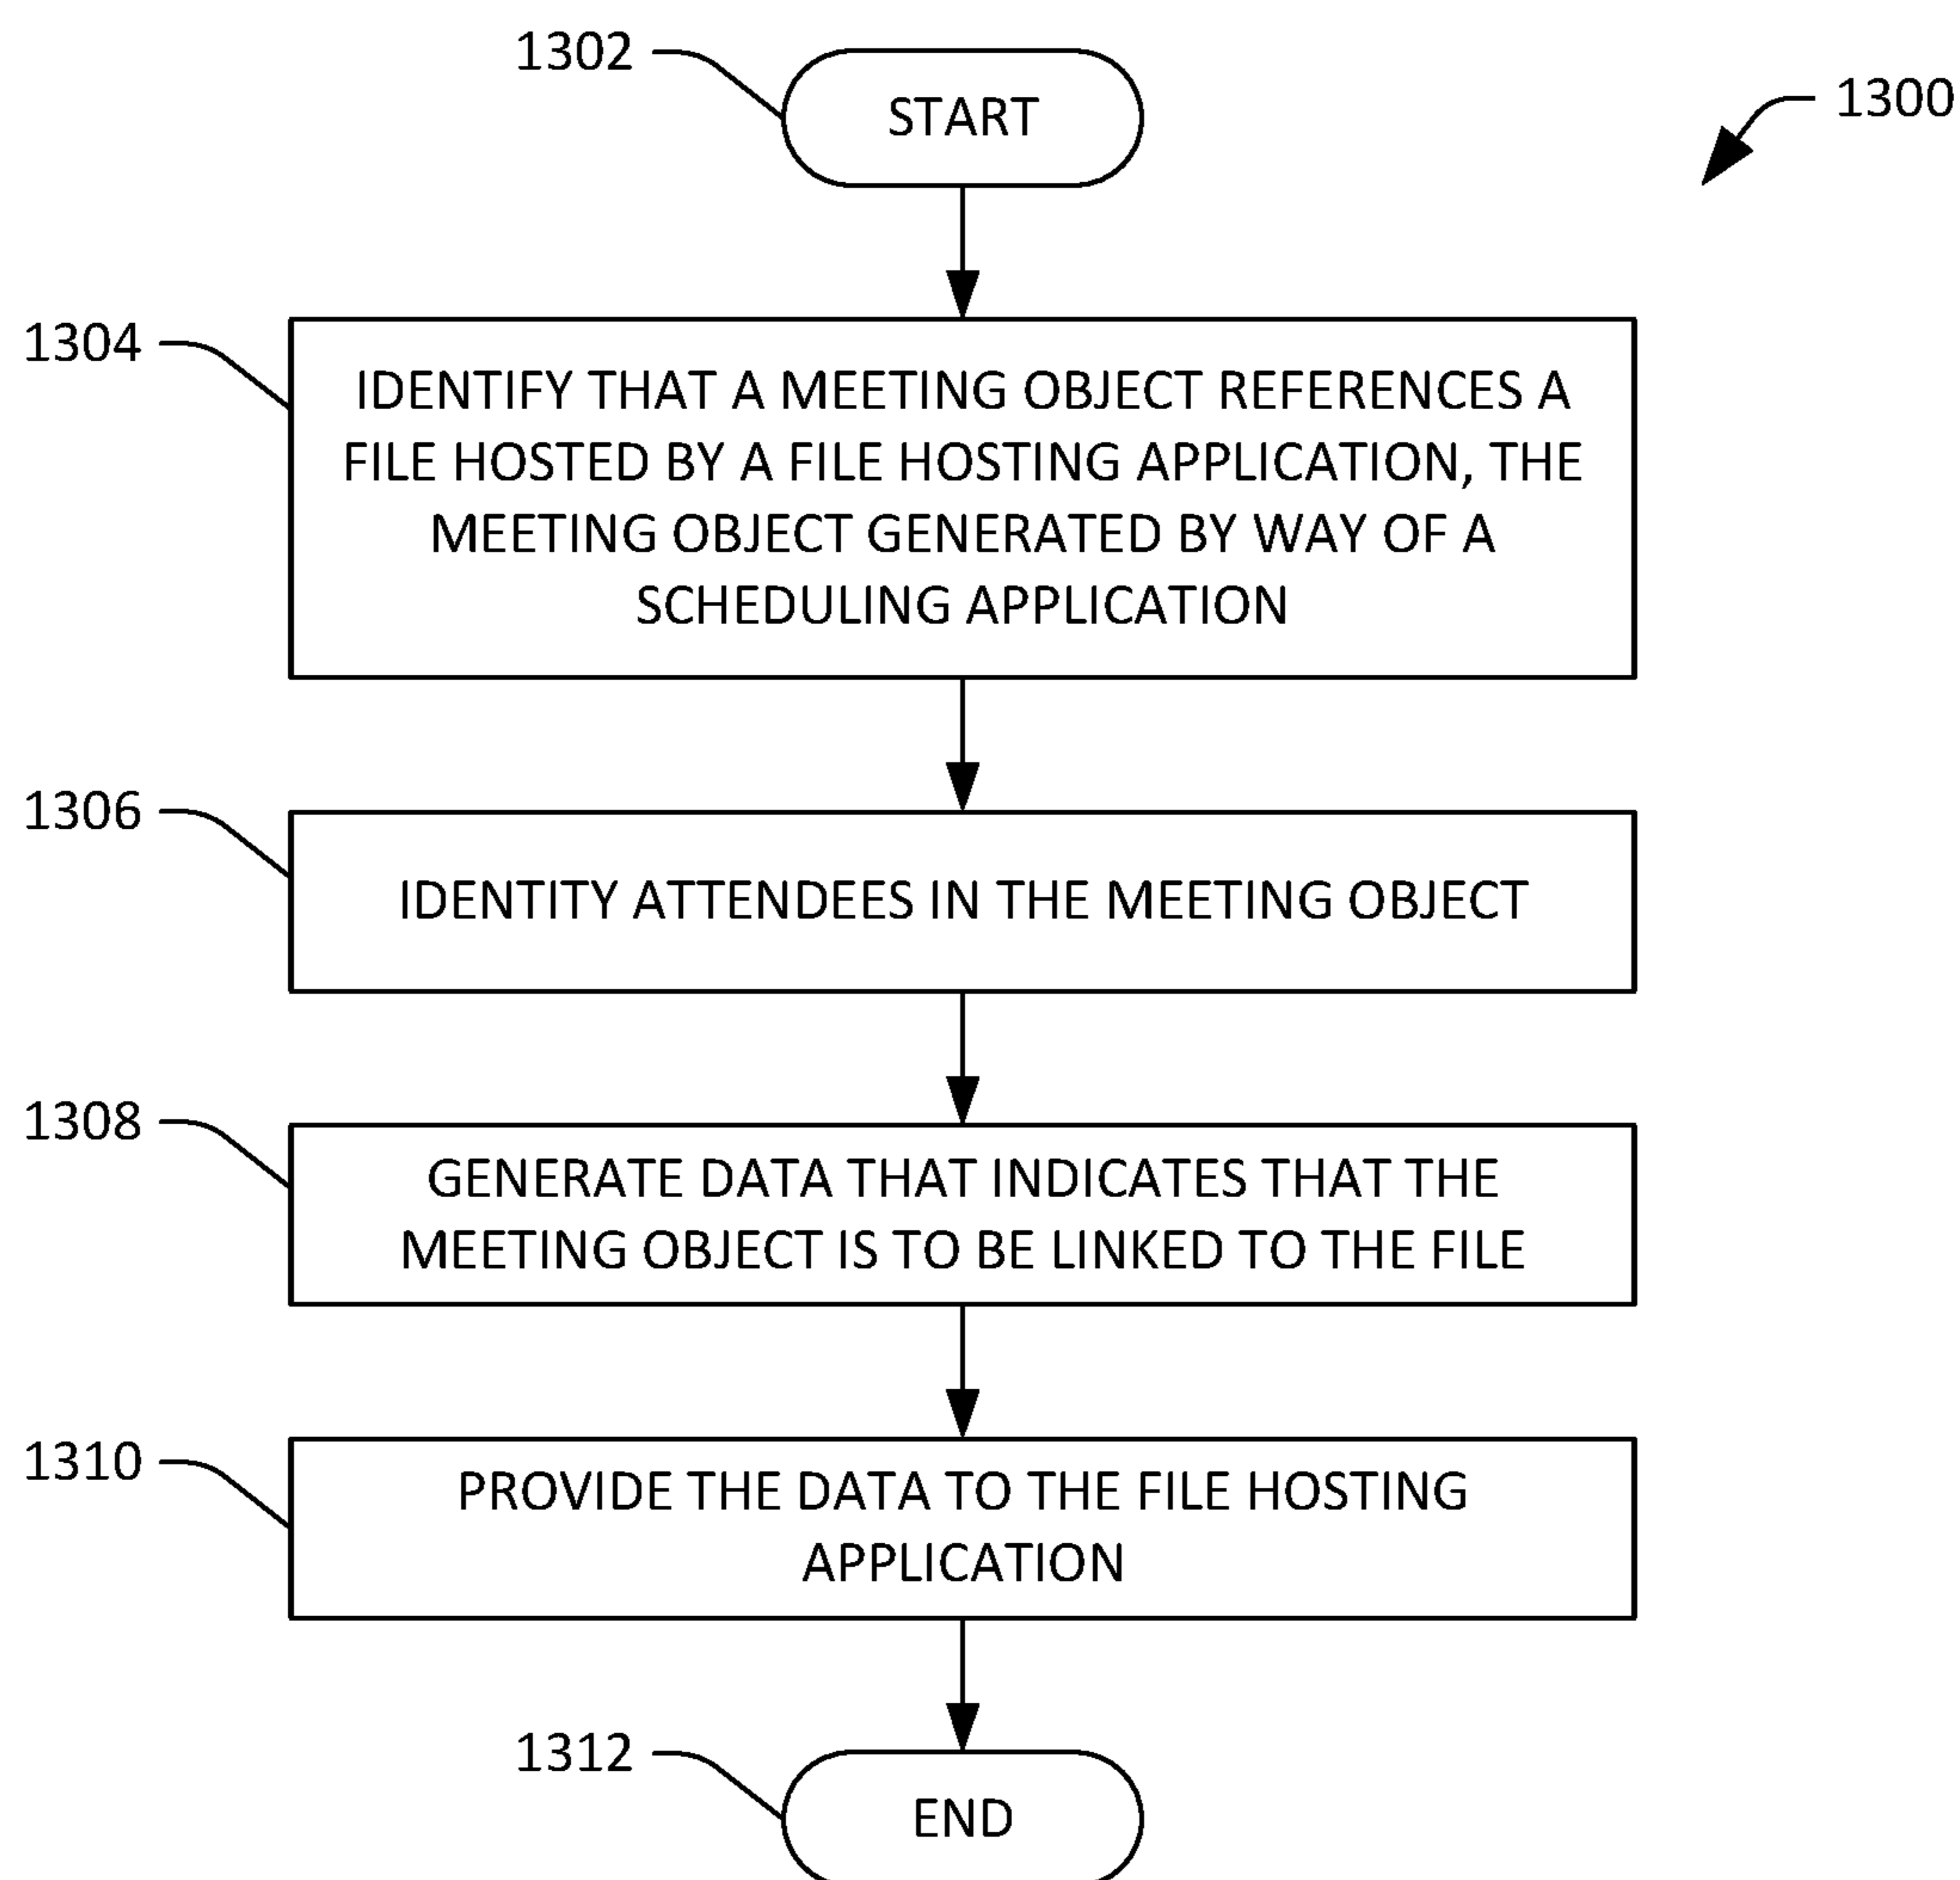 1302
START
1300
1304
IDENTIFY THAT A MEETING OBJECT REFERENCES A
FILE HOSTED BY A FILE HOSTING APPLICATION, THE
MEETING OBJECT GENERATED BY WAY OF A
SCHEDULING APPLICATION
1306
IDENTITY ATTENDEES IN THE MEETING OBJECT
1308
GENERATE DATA THAT INDICATES THAT THE
MEETING OBJECT IS TO BE LINKED TO THE FILE
1310
PROVIDE THE DATA TO THE FILE HOSTING
APPLICATION
1312
END